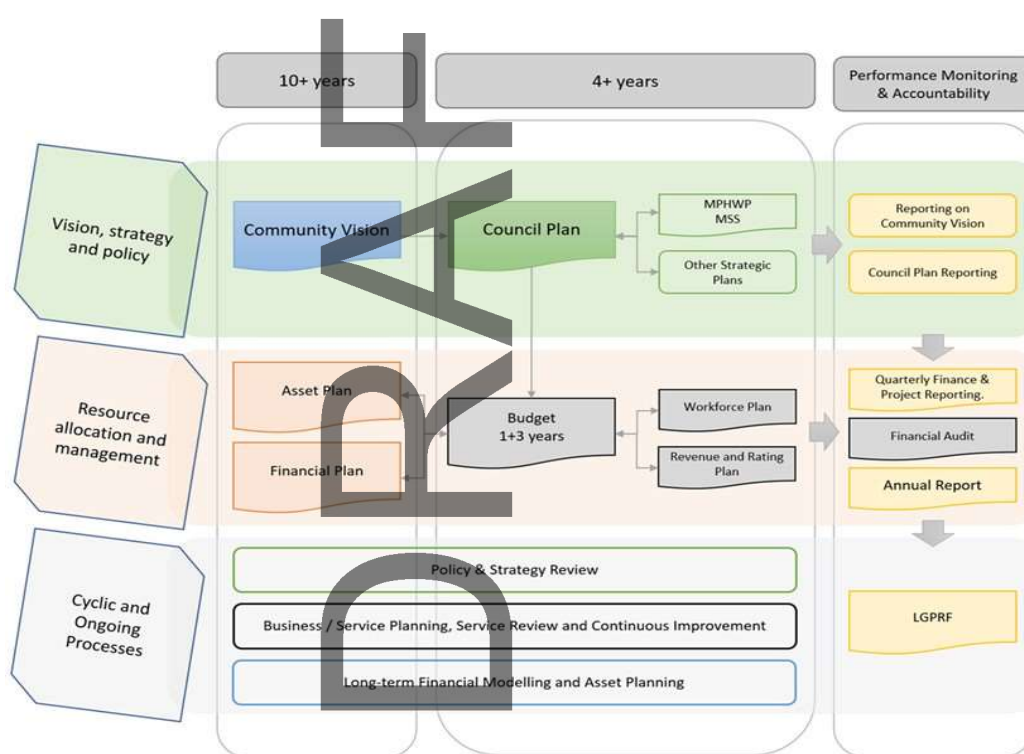 10+ years
4+ years
Performance Monitoring
& Accountability
Vision, strategy
and policy
Community Vision
Council Plan
MPHWP
MSS
Other Strategic
Plans
Reporting on
Community Vision
Council Plan Reporting
Resource
allocation and
management
Asset Plan
Financial Plan
Budget
1+3 years
Workforce Plan
Revenue and Rating
Plan
Quarterly Finance &
Project Reporting.
Financial Audit
Annual Report
Cyclic and
Ongoing
Processes
Policy & Strategy Review
Business / Service Planning, Service Review and Continuous Improvement
Long-term Financial Modelling and Asset Planning
LGPRF
DRAF